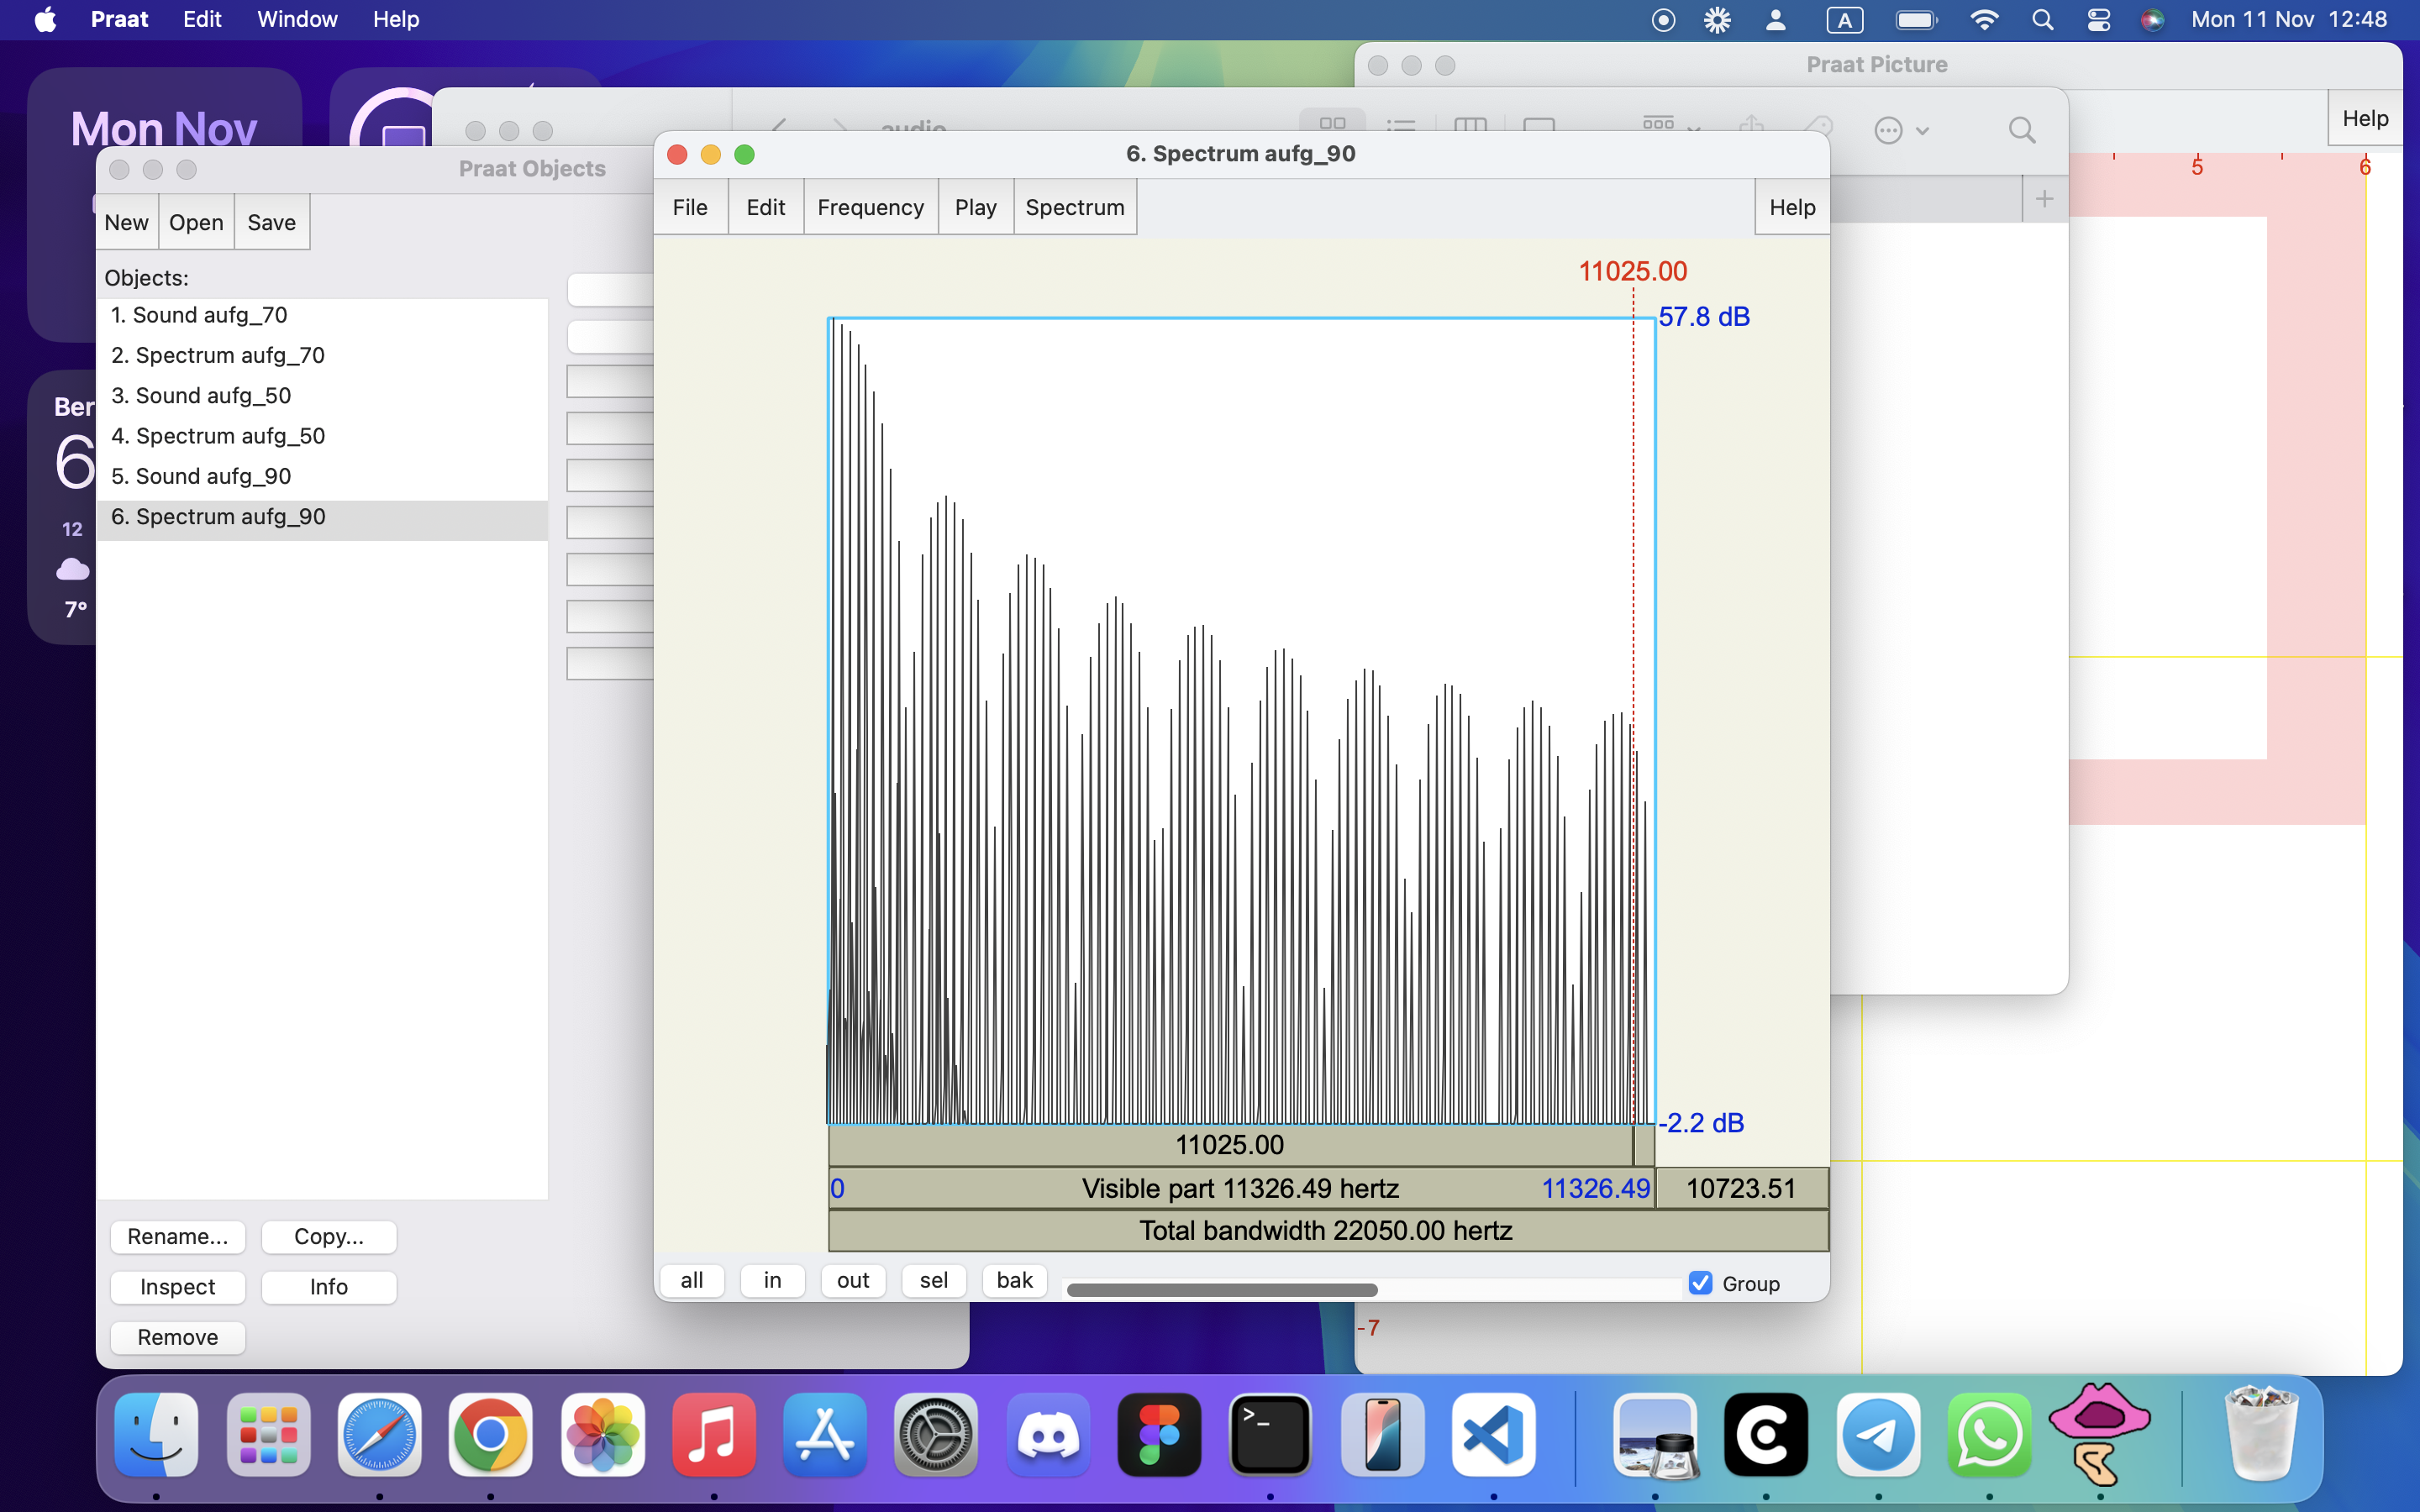 Praat Edit Window Help
A
Mon 11 Nov 12:48
Praat Picture
Help
5
6
-7
Mon Nov
Ber
6
12
7°
Praat Objects
New Open Save
Objects:
1. Sound aufg_70
2. Spectrum aufg_70
3. Sound aufg_50
4. Spectrum aufg_50
5. Sound aufg_90
6. Spectrum aufg_90
Rename... Copy...
Inspect Info
Remove
audio
6. Spectrum aufg_90
File Edit Frequency Play Spectrum Help
11025.00
57.8 dB
-2.2 dB
11025.00
0 Visible part 11326.49 hertz 11326.49 10723.51
Total bandwidth 22050.00 hertz
all in out sel bak Group